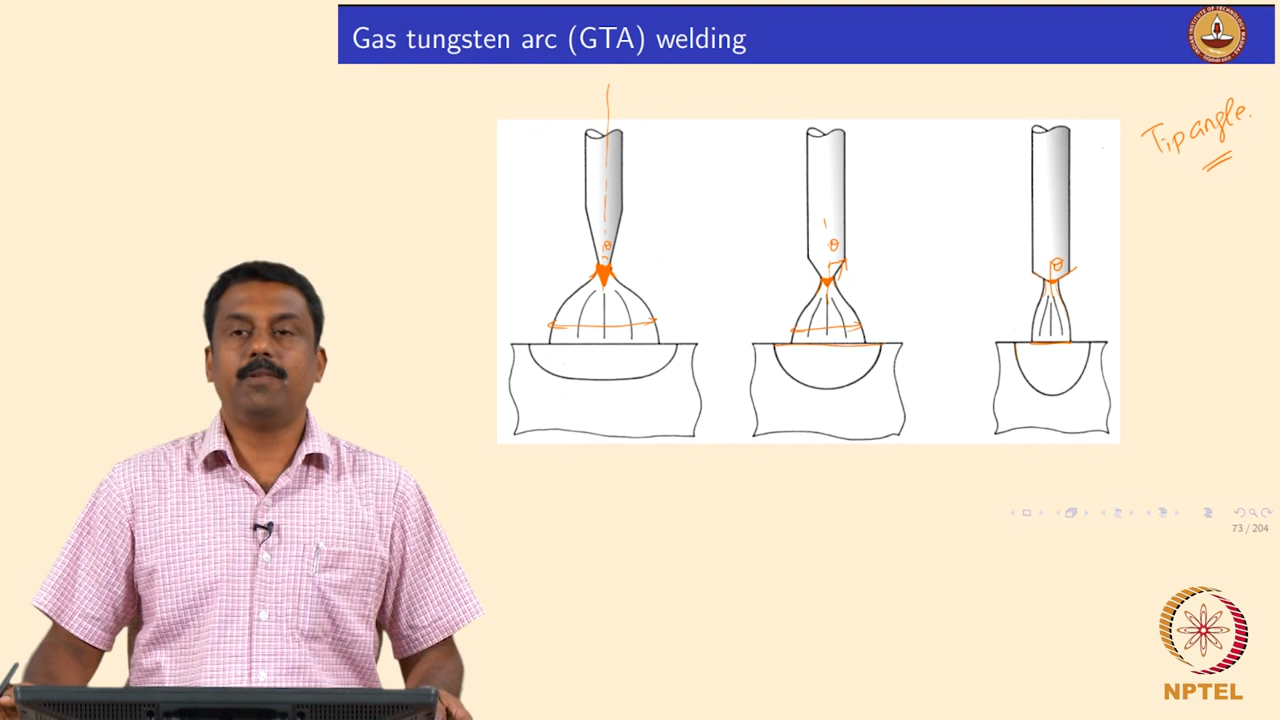 Gas tungsten arc (GTA) welding
Tip angle.
θ
θ
θ
73 / 204
NPTEL